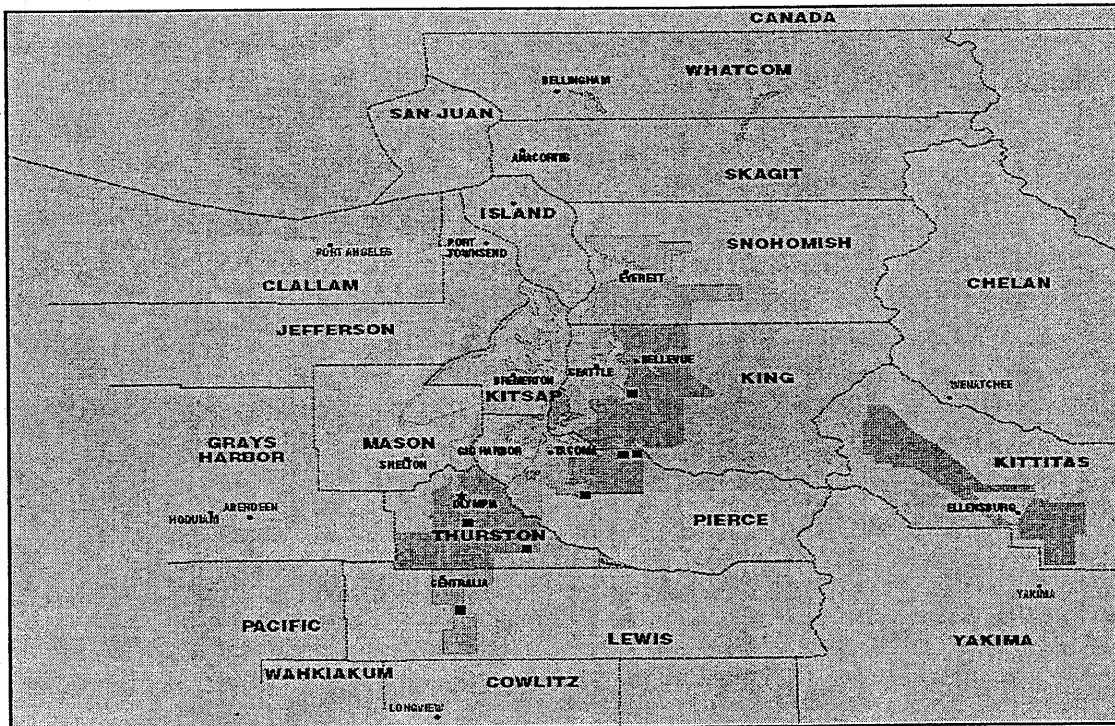 CANADA
WHATCOM
BELLINGHAM
SAN JUAN
ANACORTES
SKAGIT
ISLAND
PORT ANGELES
PORT
TOWNSEND
SNOHOMISH
EVERETT
CLALLAM
CHELAN
JEFFERSON
BELLEVUE
SEATTLE
BREMERTON
KITSAP
KING
WENATCHEE
GRAYS
HARBOR
MASON
SHELTON
GIG HARBOR
TACOMA
KITTITAS
OLYMPIA
ELLENSBURG
HOQUIAM
ABERDEEN
PIERCE
THURSTON
CENTRALIA
YAKIMA
PACIFIC
LEWIS
YAKIMA
WAHKIAKUM
COWLITZ
LONGVIEW